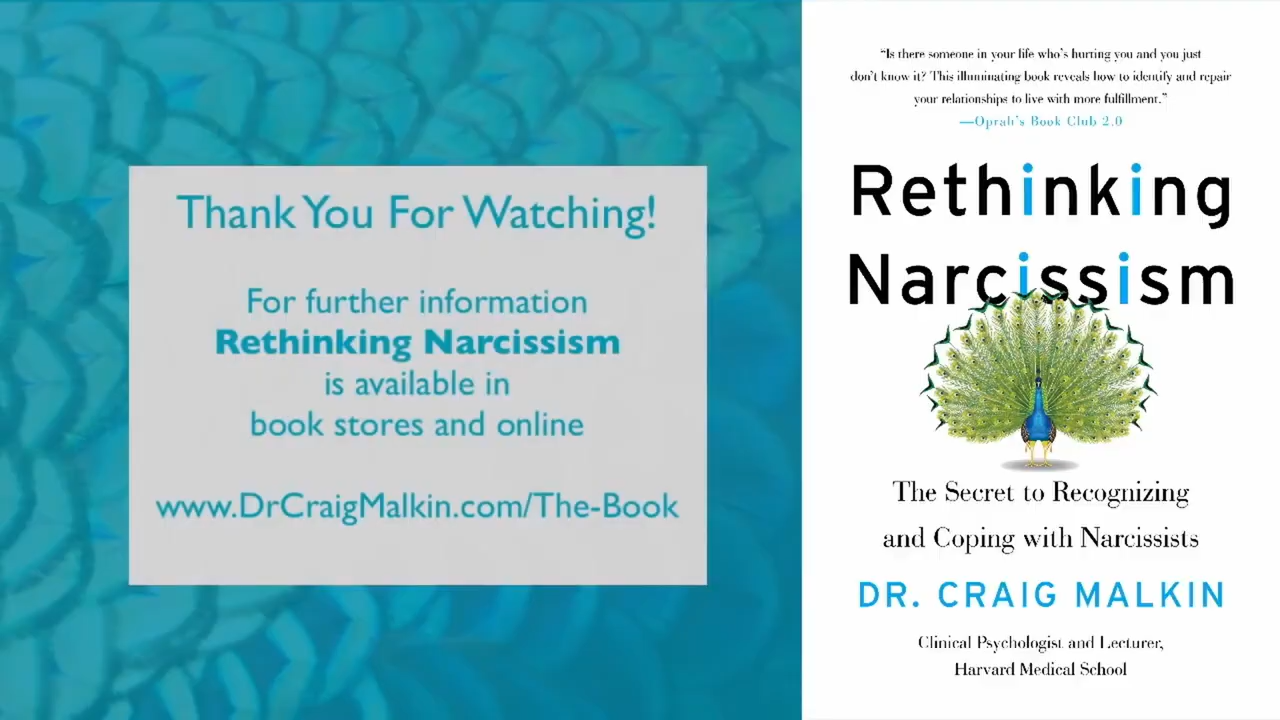 Thank You For Watching!
For further information
Rethinking Narcissism
is available in
book stores and online
www.DrCraigMalkin.com/The-Book
“Is there someone in your life who’s hurting you and you just
don’t know it? This illuminating book reveals how to identify and repair
your relationships to live with more fulfillment.”
—Oprah’s Book Club 2.0
Rethinking
Narcissism
The Secret to Recognizing
and Coping with Narcissists
DR. CRAIG MALKIN
Clinical Psychologist and Lecturer,
Harvard Medical School